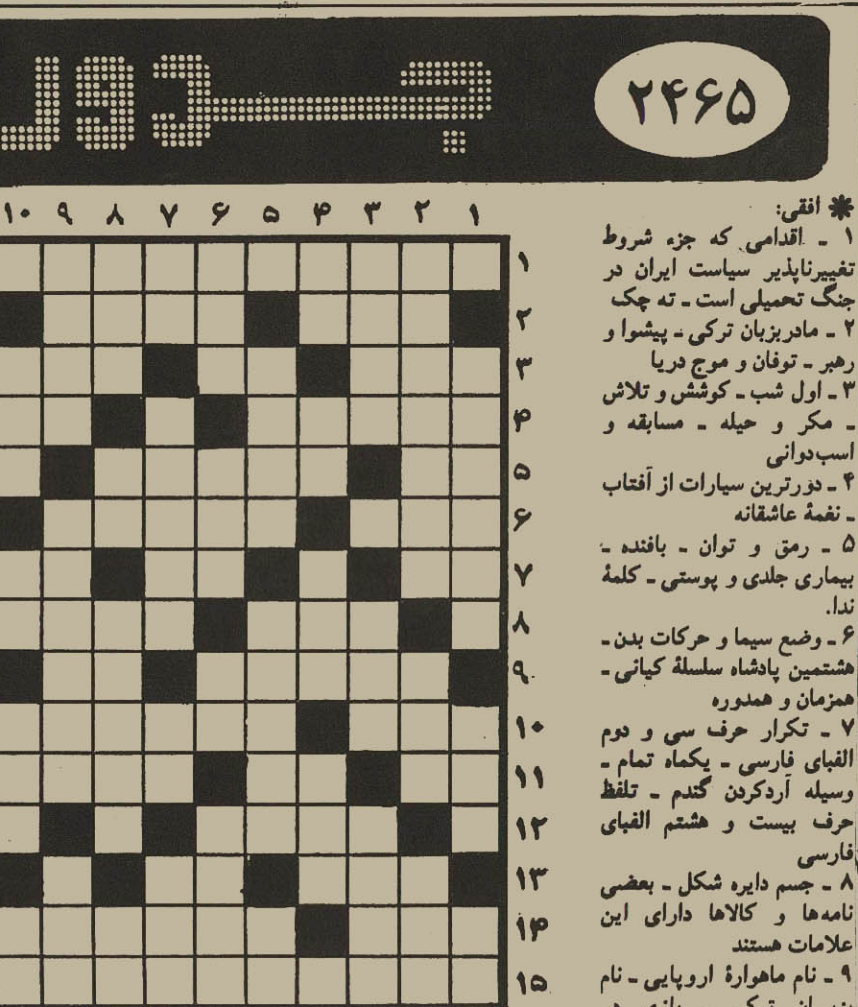 جـــدول
۲۴۶۵
۱ ۲ ۳ ۴ ۵ ۶ ۷ ۸ ۹ ۱۰
۱
۲
۳
۴
۵
۶
۷
۸
۹
۱۰
۱۱
۱۲
۱۳
۱۴
۱۵
✱ افقی:
۱ ـ اقدامی که جزء شروط
تغییرناپذیر سیاست ایران در
جنگ تحمیلی است ـ ته چک
۲ ـ مادربزبان ترکی ـ پیشوا و
رهبر ـ توفان و موج دریا
۳ ـ اول شب ـ کوشش و تلاش
ـ مکر و حیله ـ مسابقه و
اسب‌دوانی
۴ ـ دورترین سیارات از آفتاب
ـ نغمهٔ عاشقانه
۵ ـ رمق و توان ـ بافنده ـ
بیماری جلدی و پوستی ـ کلمهٔ
ندا.
۶ ـ وضع سیما و حرکات بدن ـ
هشتمین پادشاه سلسلهٔ کیانی ـ
همزمان و همدوره
۷ ـ تکرار حرف سی و دوم
الفبای فارسی ـ یکماه تمام ـ
وسیله آردکردن گندم ـ تلفظ
حرف بیست و هشتم الفبای
فارسی
۸ ـ جسم دایره شکل ـ بعضی
نامه‌ها و کالاها دارای این
علامات هستند
۹ ـ نام ماهوارهٔ اروپایی ـ نام